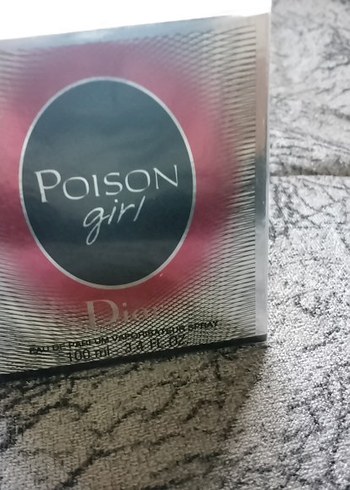 POISON
girl
Dior
EAU DE PARFUM VAPORISATEUR SPRAY
100 ml 3.4 FL. OZ.